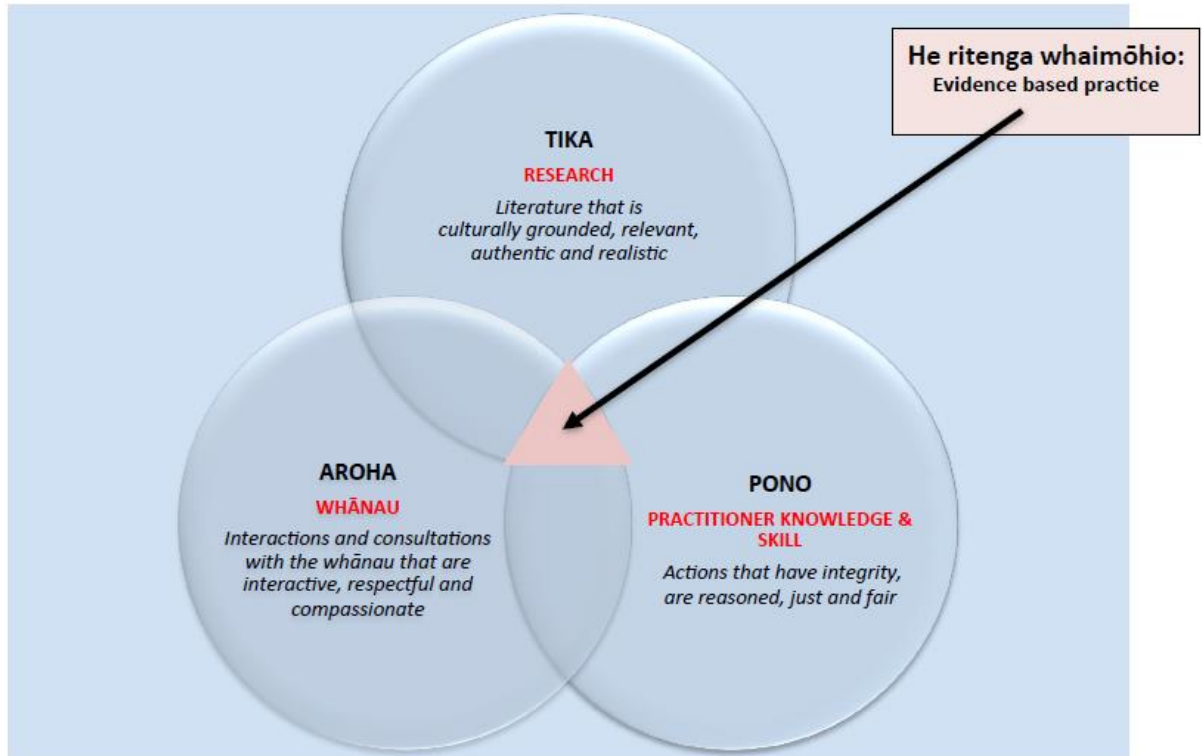 He ritenga whaimōhio:
Evidence based practice
TIKA
RESEARCH
Literature that is
culturally grounded, relevant,
authentic and realistic
AROHA
WHĀNAU
Interactions and consultations
with the whānau that are
interactive, respectful and
compassionate
PONO
PRACTITIONER KNOWLEDGE &
SKILL
Actions that have integrity,
are reasoned, just and fair